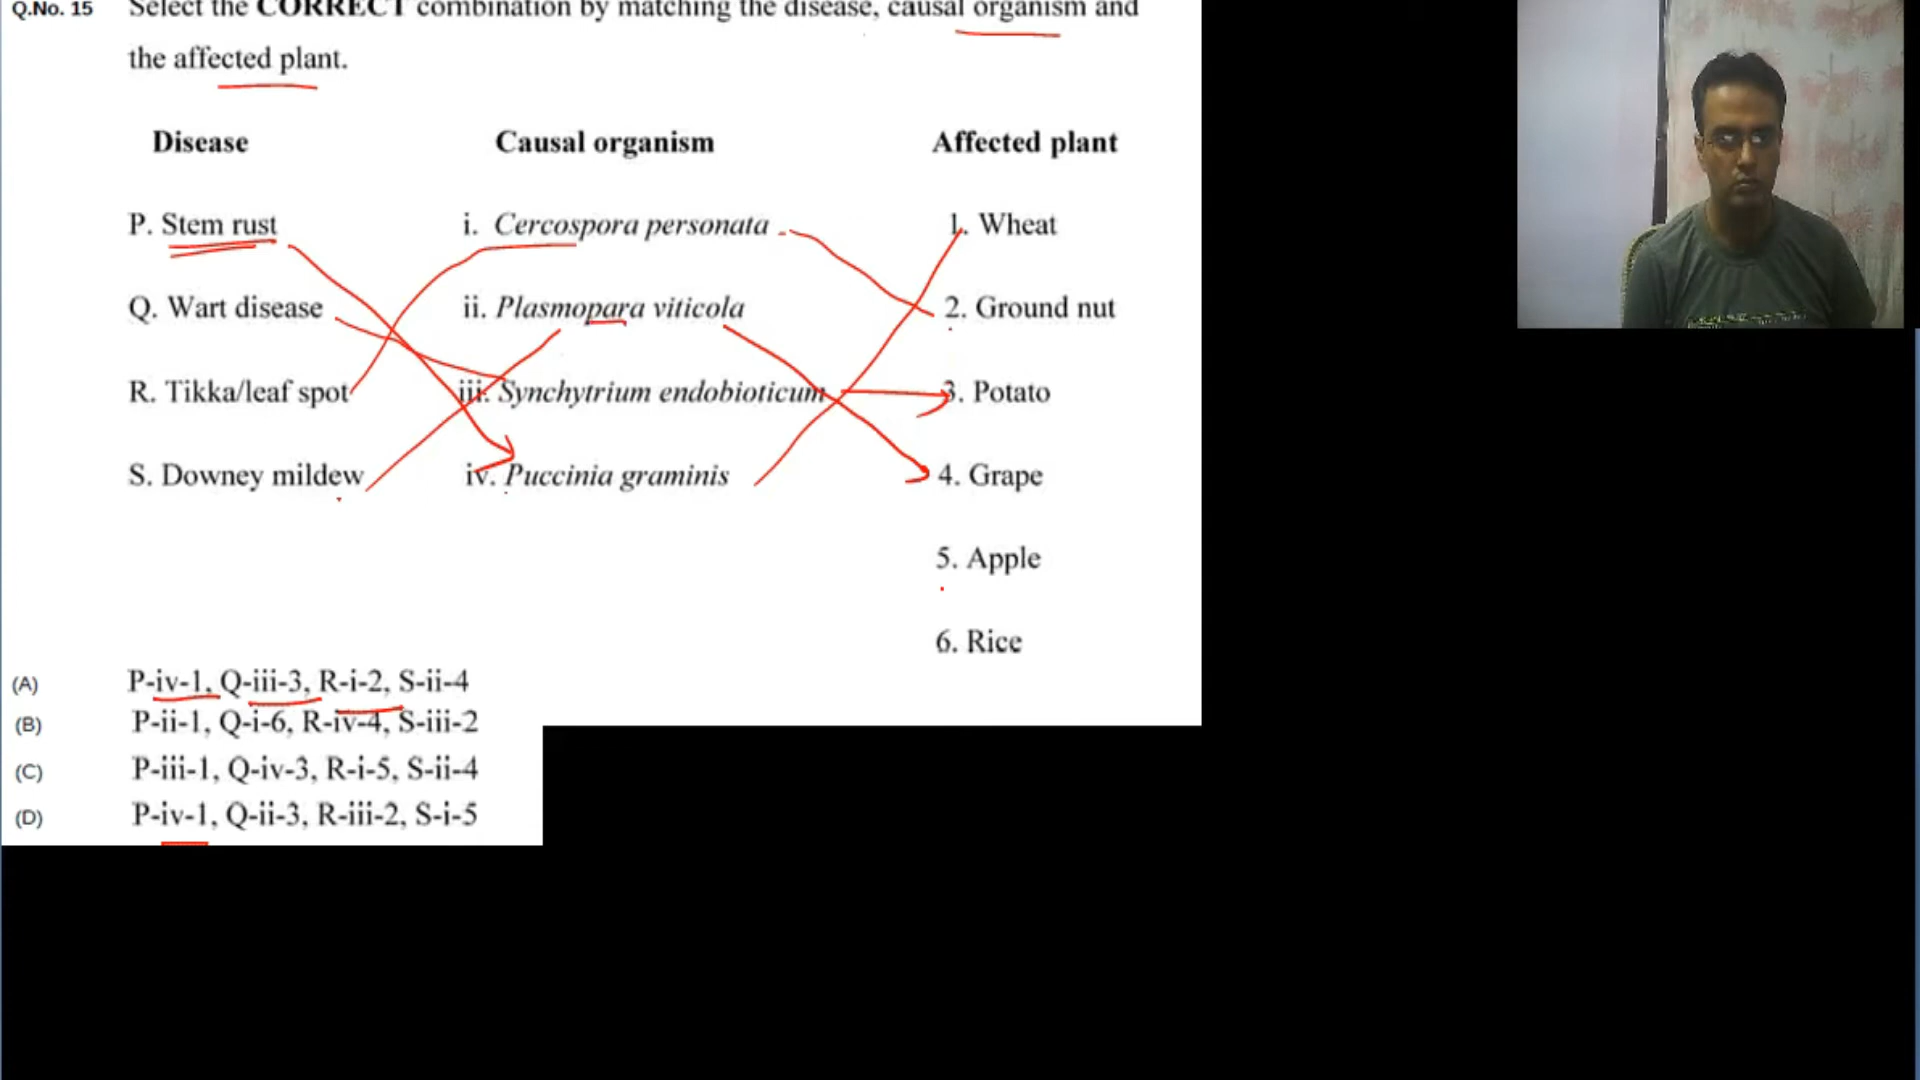 Q.No. 15 Select the CORRECT combination by matching the disease, causal organism and
the affected plant.
Disease Causal organism Affected plant
P. Stem rust i. Cercospora personata 1. Wheat
Q. Wart disease ii. Plasmopara viticola 2. Ground nut
R. Tikka/leaf spot iii. Synchytrium endobioticum 3. Potato
S. Downey mildew iv. Puccinia graminis 4. Grape
5. Apple
6. Rice
(A) P-iv-1, Q-iii-3, R-i-2, S-ii-4
(B) P-ii-1, Q-i-6, R-iv-4, S-iii-2
(C) P-iii-1, Q-iv-3, R-i-5, S-ii-4
(D) P-iv-1, Q-ii-3, R-iii-2, S-i-5